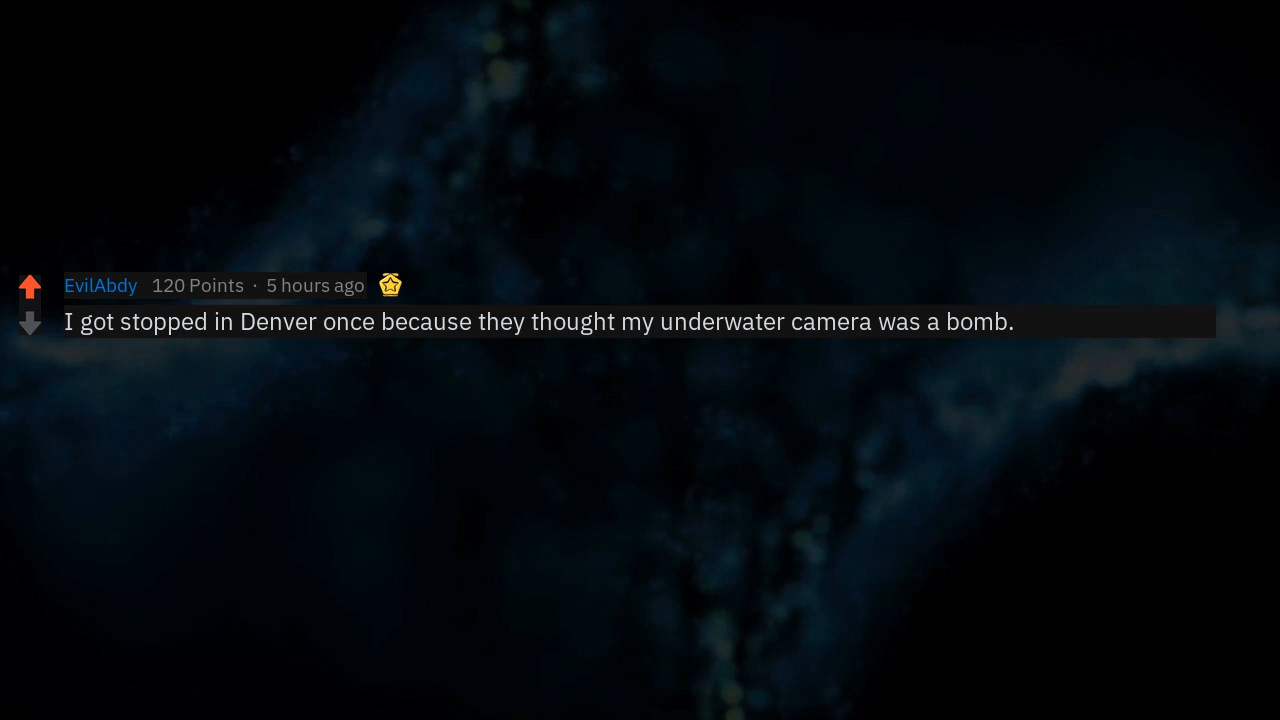 EvilAbdy 120 Points · 5 hours ago
I got stopped in Denver once because they thought my underwater camera was a bomb.